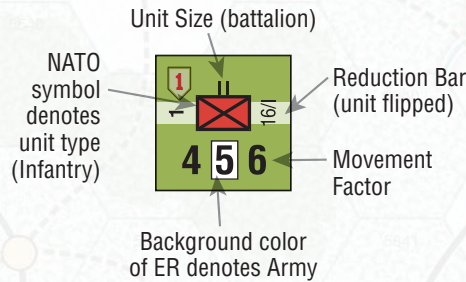 Unit Size (battalion)
NATO
symbol
denotes
unit type
(Infantry)
1
1
16/I
Reduction Bar
(unit flipped)
4 5 6
Movement
Factor
Background color
of ER denotes Army